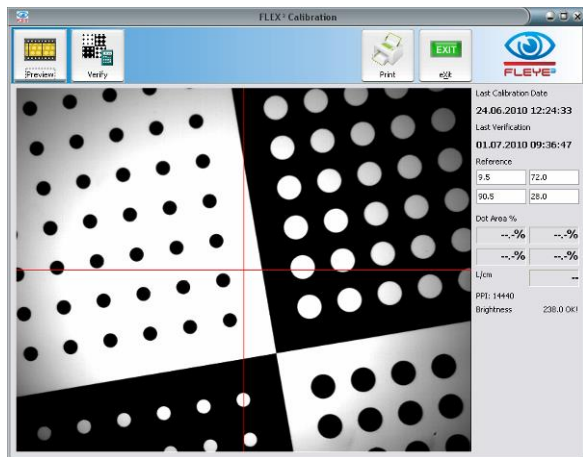 FLEX³ Calibration
Preview
Verify
Print
EXIT
eXit
FLEYE³
Last Calibration Date
24.06.2010 12:24:33
Last Verification
01.07.2010 09:36:47
Reference
9.5 72.0
90.5 28.0
Dot Area %
--.-% --.-%
--.-% --.-%
L/cm --
PPI: 14440
Brightness 238.0 OK!